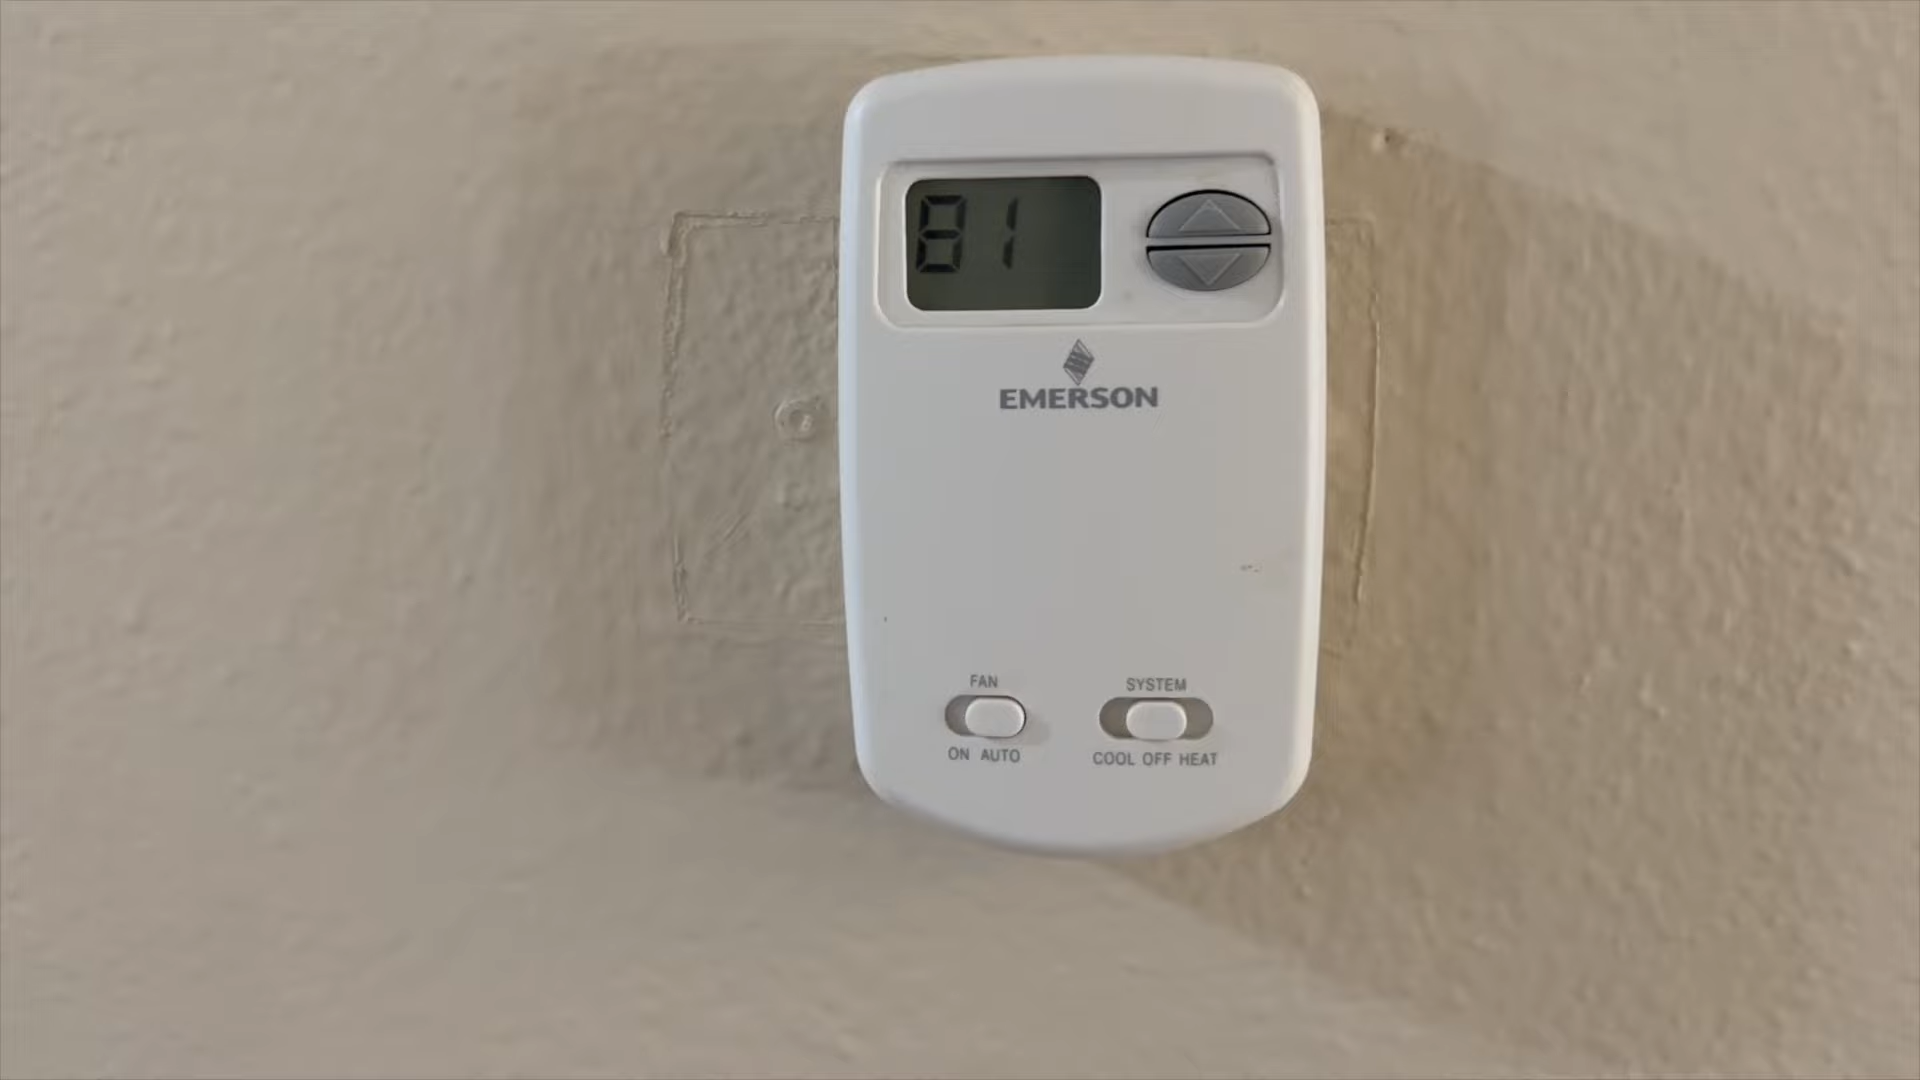 81
EMERSON
FAN
SYSTEM
ON AUTO
COOL OFF HEAT